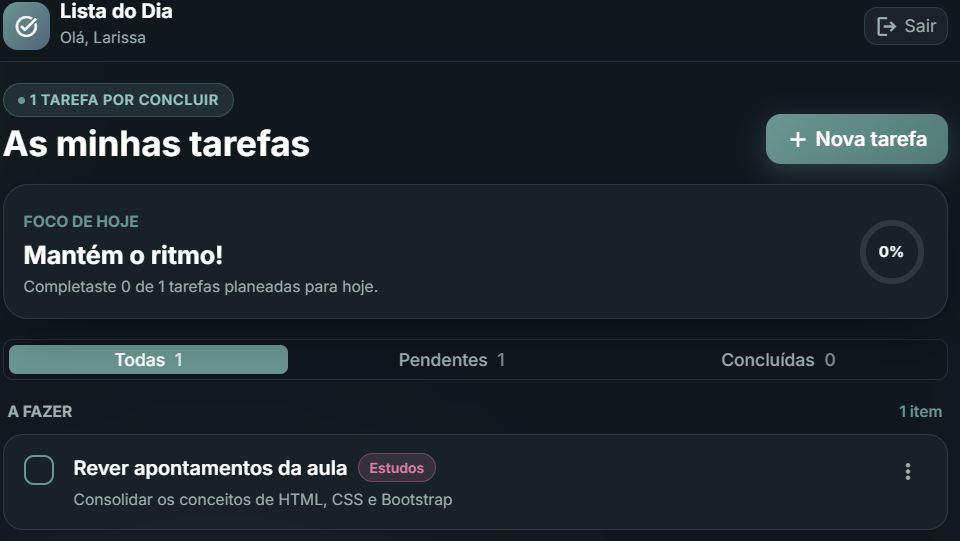 Lista do Dia
Olá, Larissa
Sair
1 TAREFA POR CONCLUIR
As minhas tarefas
+ Nova tarefa
FOCO DE HOJE
Mantém o ritmo!
Completaste 0 de 1 tarefas planeadas para hoje.
0%
Todas 1
Pendentes 1
Concluídas 0
A FAZER
1 item
Rever apontamentos da aula
Estudos
Consolidar os conceitos de HTML, CSS e Bootstrap